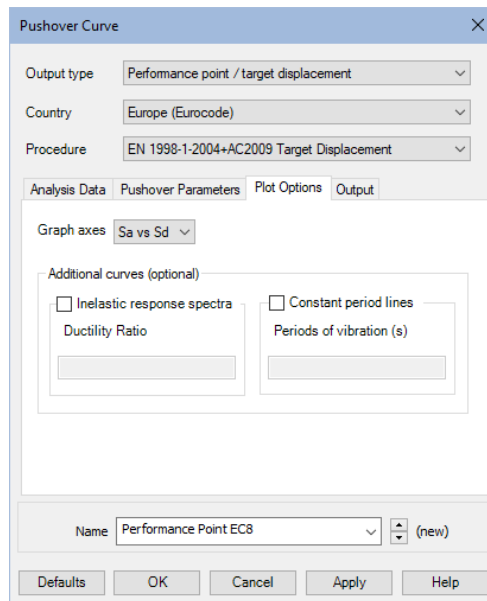 Pushover Curve
Output type Performance point / target displacement
Country Europe (Eurocode)
Procedure EN 1998-1-2004+AC2009 Target Displacement
Analysis Data Pushover Parameters Plot Options Output
Graph axes Sa vs Sd
Additional curves (optional)
Inelastic response spectra Constant period lines
Ductility Ratio Periods of vibration (s)
Name Performance Point EC8 (new)
Defaults OK Cancel Apply Help